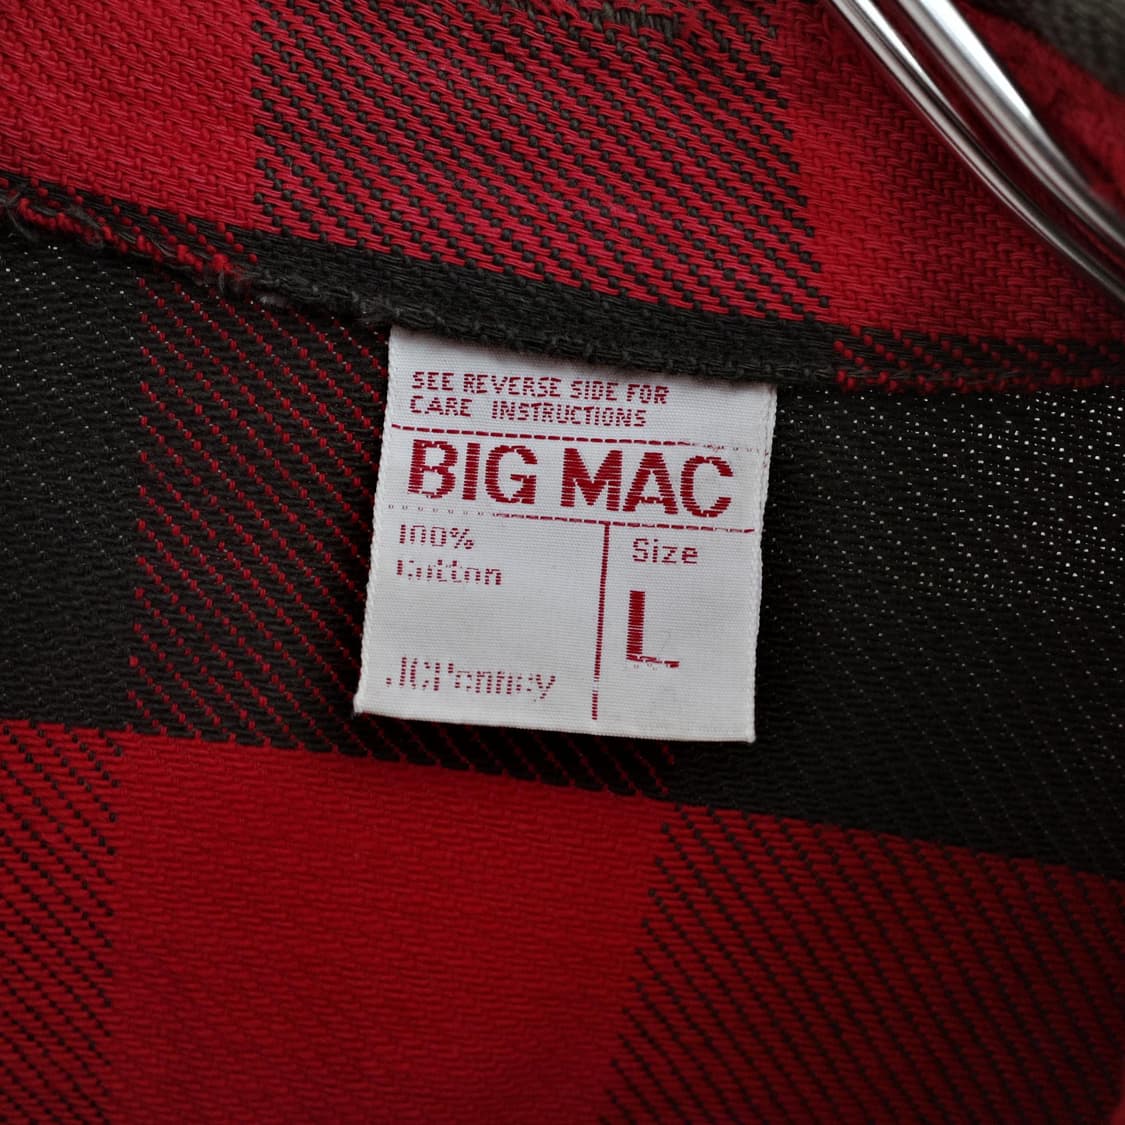 SEE REVERSE SIDE FOR
CARE INSTRUCTIONS
BIG MAC
100%
Cotton
Size
L
JCPenney